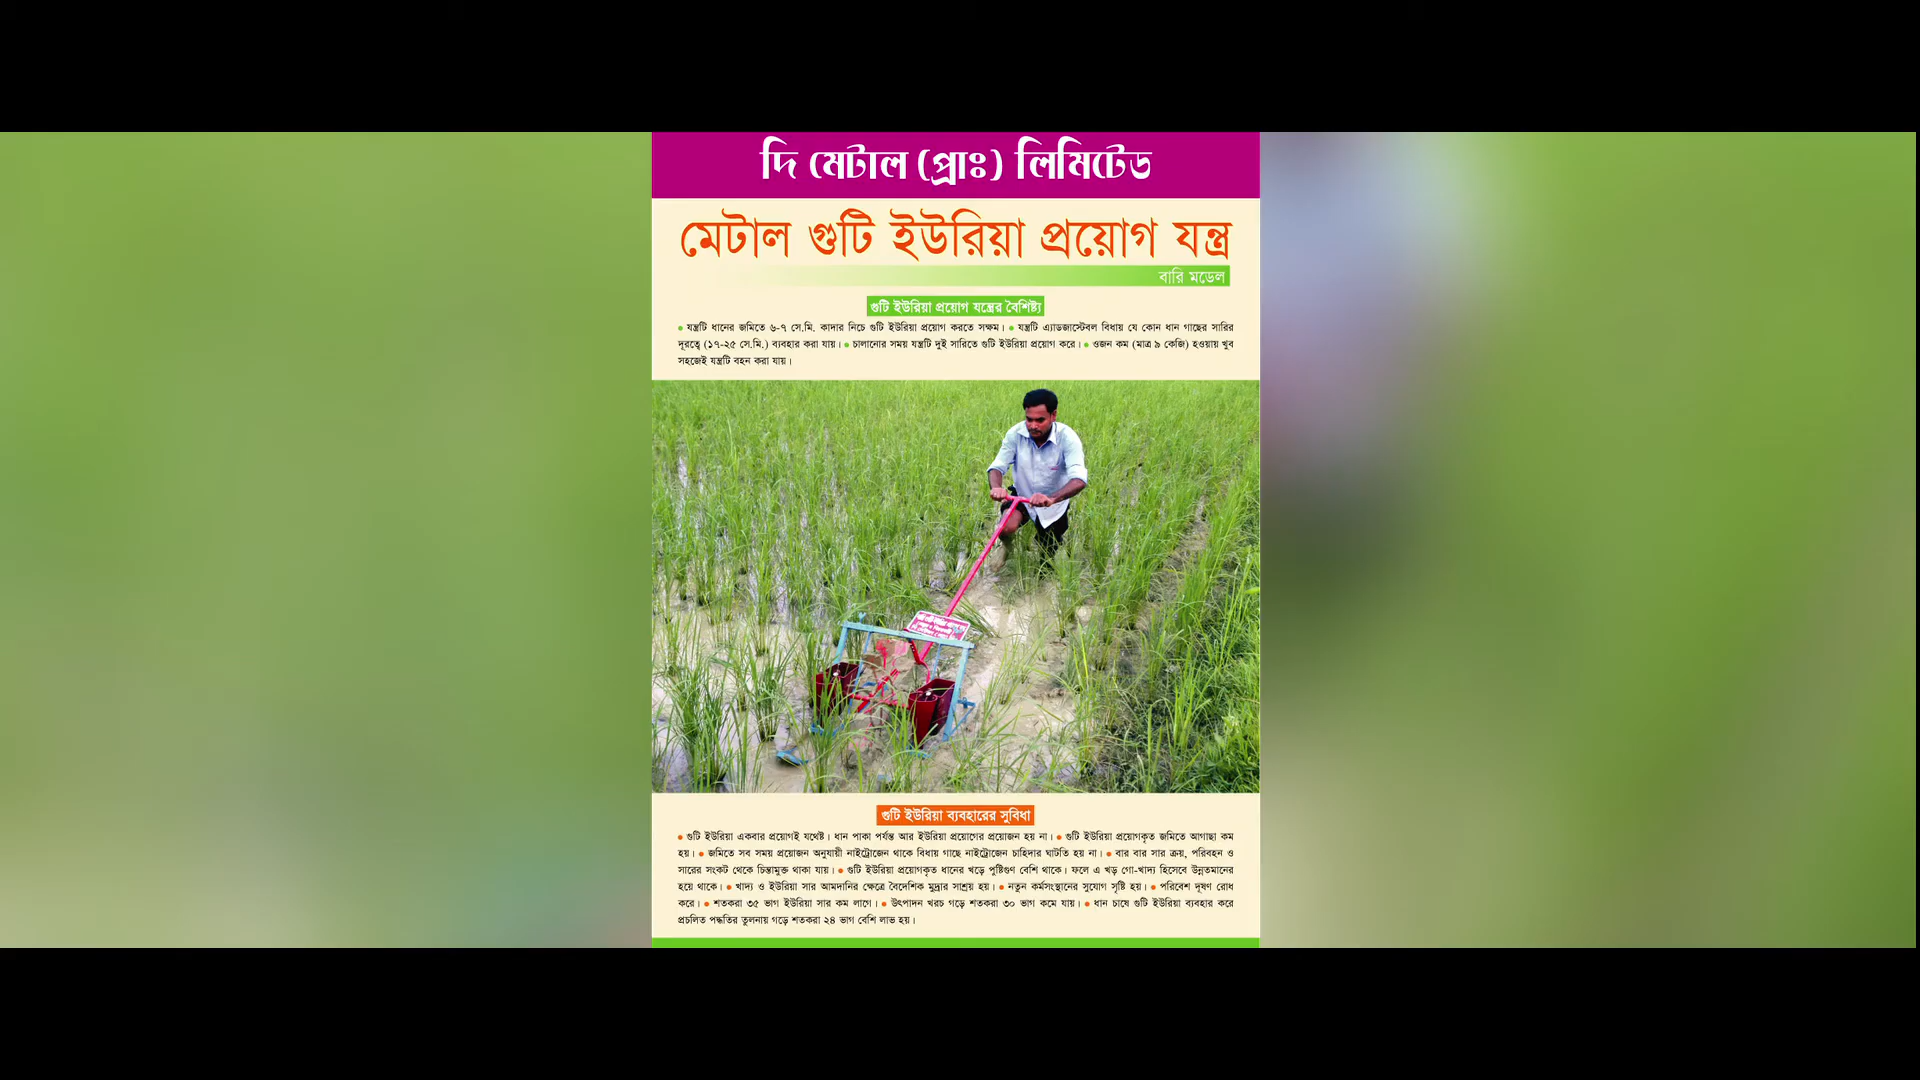 দি মেটাল (প্রাঃ) লিমিটেড
মেটাল গুটি ইউরিয়া প্রয়োগ যন্ত্র
বারি মডেল
গুটি ইউরিয়া প্রয়োগ যন্ত্রের বৈশিষ্ট্য
● যন্ত্রটি ধানের জমিতে ৬-৭ সে.মি. কাদার নিচে গুটি ইউরিয়া প্রয়োগ করতে সক্ষম। ● যন্ত্রটি এ্যাডজাস্টেবল বিধায় যে কোন ধান গাছের সারির
দূরত্বে (১৭-২৫ সে.মি.) ব্যবহার করা যায়। ● চালানোর সময় যন্ত্রটি দুই সারিতে গুটি ইউরিয়া প্রয়োগ করে। ● ওজন কম (মাত্র ৯ কেজি) হওয়ায় খুব
সহজেই যন্ত্রটি বহন করা যায়।
গুটি ইউরিয়া ব্যবহারের সুবিধা
● গুটি ইউরিয়া একবার প্রয়োগই যথেষ্ট। ধান পাকা পর্যন্ত আর ইউরিয়া প্রয়োগের প্রয়োজন হয় না। ● গুটি ইউরিয়া প্রয়োগকৃত জমিতে আগাছা কম
হয়। ● জমিতে সব সময় প্রয়োজন অনুযায়ী নাইট্রোজেন থাকে বিধায় গাছে নাইট্রোজেন চাহিদার ঘাটতি হয় না। ● বার বার সার ক্রয়, পরিবহন ও
সারের সংকট থেকে চিন্তামুক্ত থাকা যায়। ● গুটি ইউরিয়া প্রয়োগকৃত ধানের খড়ে পুষ্টিগুণ বেশি থাকে। ফলে এ খড় গো-খাদ্য হিসেবে উন্নতমানের
হয়ে থাকে। ● খাদ্য ও ইউরিয়া সার আমদানির ক্ষেত্রে বৈদেশিক মুদ্রার সাশ্রয় হয়। ● নতুন কর্মসংস্থানের সুযোগ সৃষ্টি হয়। ● পরিবেশ দূষণ রোধ
করে। ● শতকরা ৩৫ ভাগ ইউরিয়া সার কম লাগে। ● উৎপাদন খরচ গড়ে শতকরা ৩০ ভাগ কমে যায়। ● ধান চাষে গুটি ইউরিয়া ব্যবহার করে
প্রচলিত পদ্ধতির তুলনায় গড়ে শতকরা ২৪ ভাগ বেশি লাভ হয়।